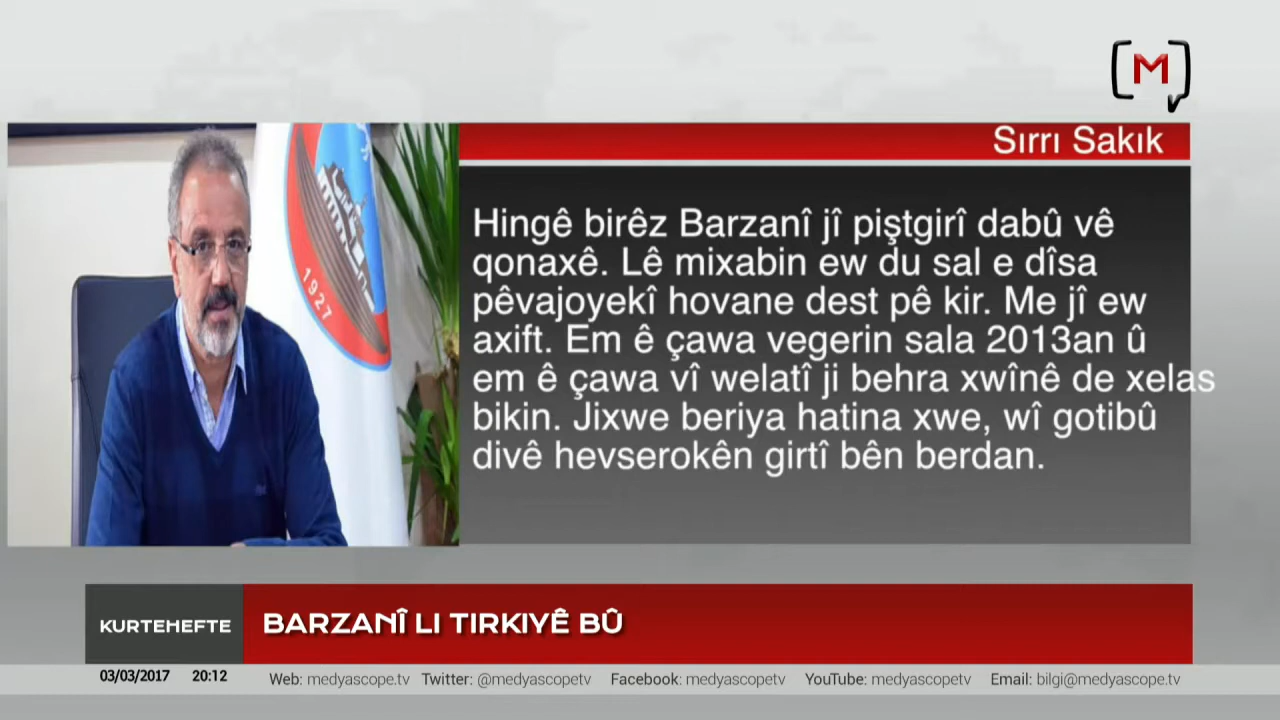 M
Sırrı Sakık
1927
Hingê birêz Barzanî jî piştgirî dabû vê
qonaxê. Lê mixabin ew du sal e dîsa
pêvajoyekî hovane dest pê kir. Me jî ew
axift. Em ê çawa vegerin sala 2013an û
em ê çawa vî welatî ji behra xwînê de xelas
bikin. Jixwe beriya hatina xwe, wî gotibû
divê hevserokên girtî bên berdan.
KURTEHEFTE
BARZANÎ LI TIRKIYÊ BÛ
03/03/2017 20:12 Web: medyascope.tv Twitter: @medyascopetv Facebook: medyascopetv YouTube: medyascopetv Email: bilgi@medyascope.tv